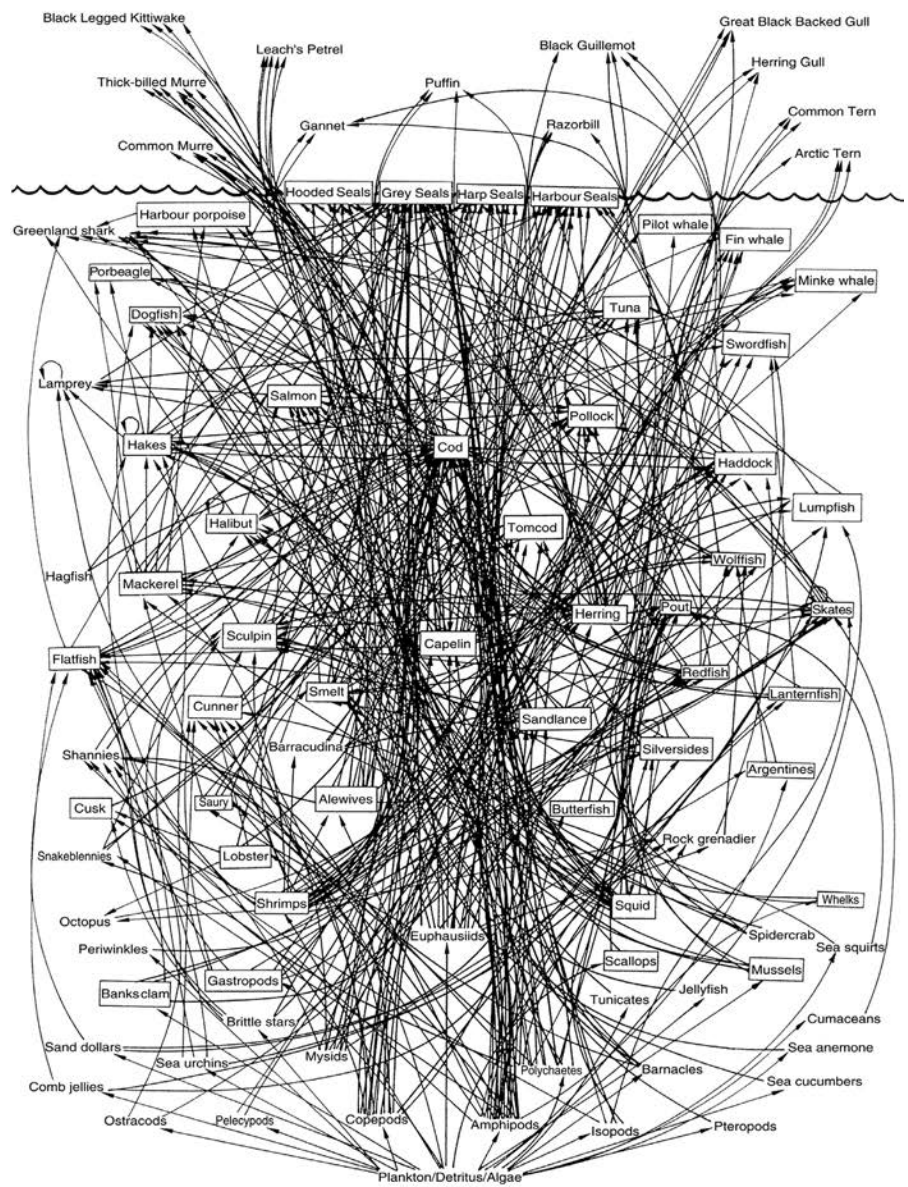 Black Legged Kittiwake
Great Black Backed Gull
Leach's Petrel
Black Guillemot
Herring Gull
Thick-billed Murre
Puffin
Common Tern
Gannet
Razorbill
Common Murre
Arctic Tern
Hooded Seals
Grey Seals
Harp Seals
Harbour Seals
Harbour porpoise
Pilot whale
Greenland shark
Fin whale
Porbeagle
Minke whale
Dogfish
Tuna
Swordfish
Lamprey
Salmon
Pollock
Hakes
Cod
Haddock
Halibut
Tomcod
Lumpfish
Wolffish
Hagfish
Mackerel
Herring
Pout
Skates
Sculpin
Capelin
Flatfish
Redfish
Smelt
Lanternfish
Cunner
Sandlance
Barracudina
Silversides
Shannies
Argentines
Saury
Alewives
Cusk
Butterfish
Rock grenadier
Snakeblennies
Lobster
Shrimps
Squid
Whelks
Octopus
Euphausiids
Spidercrab
Periwinkles
Sea squirts
Scallops
Mussels
Gastropods
Jellyfish
Banksclam
Tunicates
Brittle stars
Cumaceans
Sand dollars
Mysids
Sea anemone
Sea urchins
Polychaetes
Barnacles
Comb jellies
Sea cucumbers
Ostracods
Pelecypods
Copepods
Amphipods
Isopods
Pteropods
Plankton/Detritus/Algae